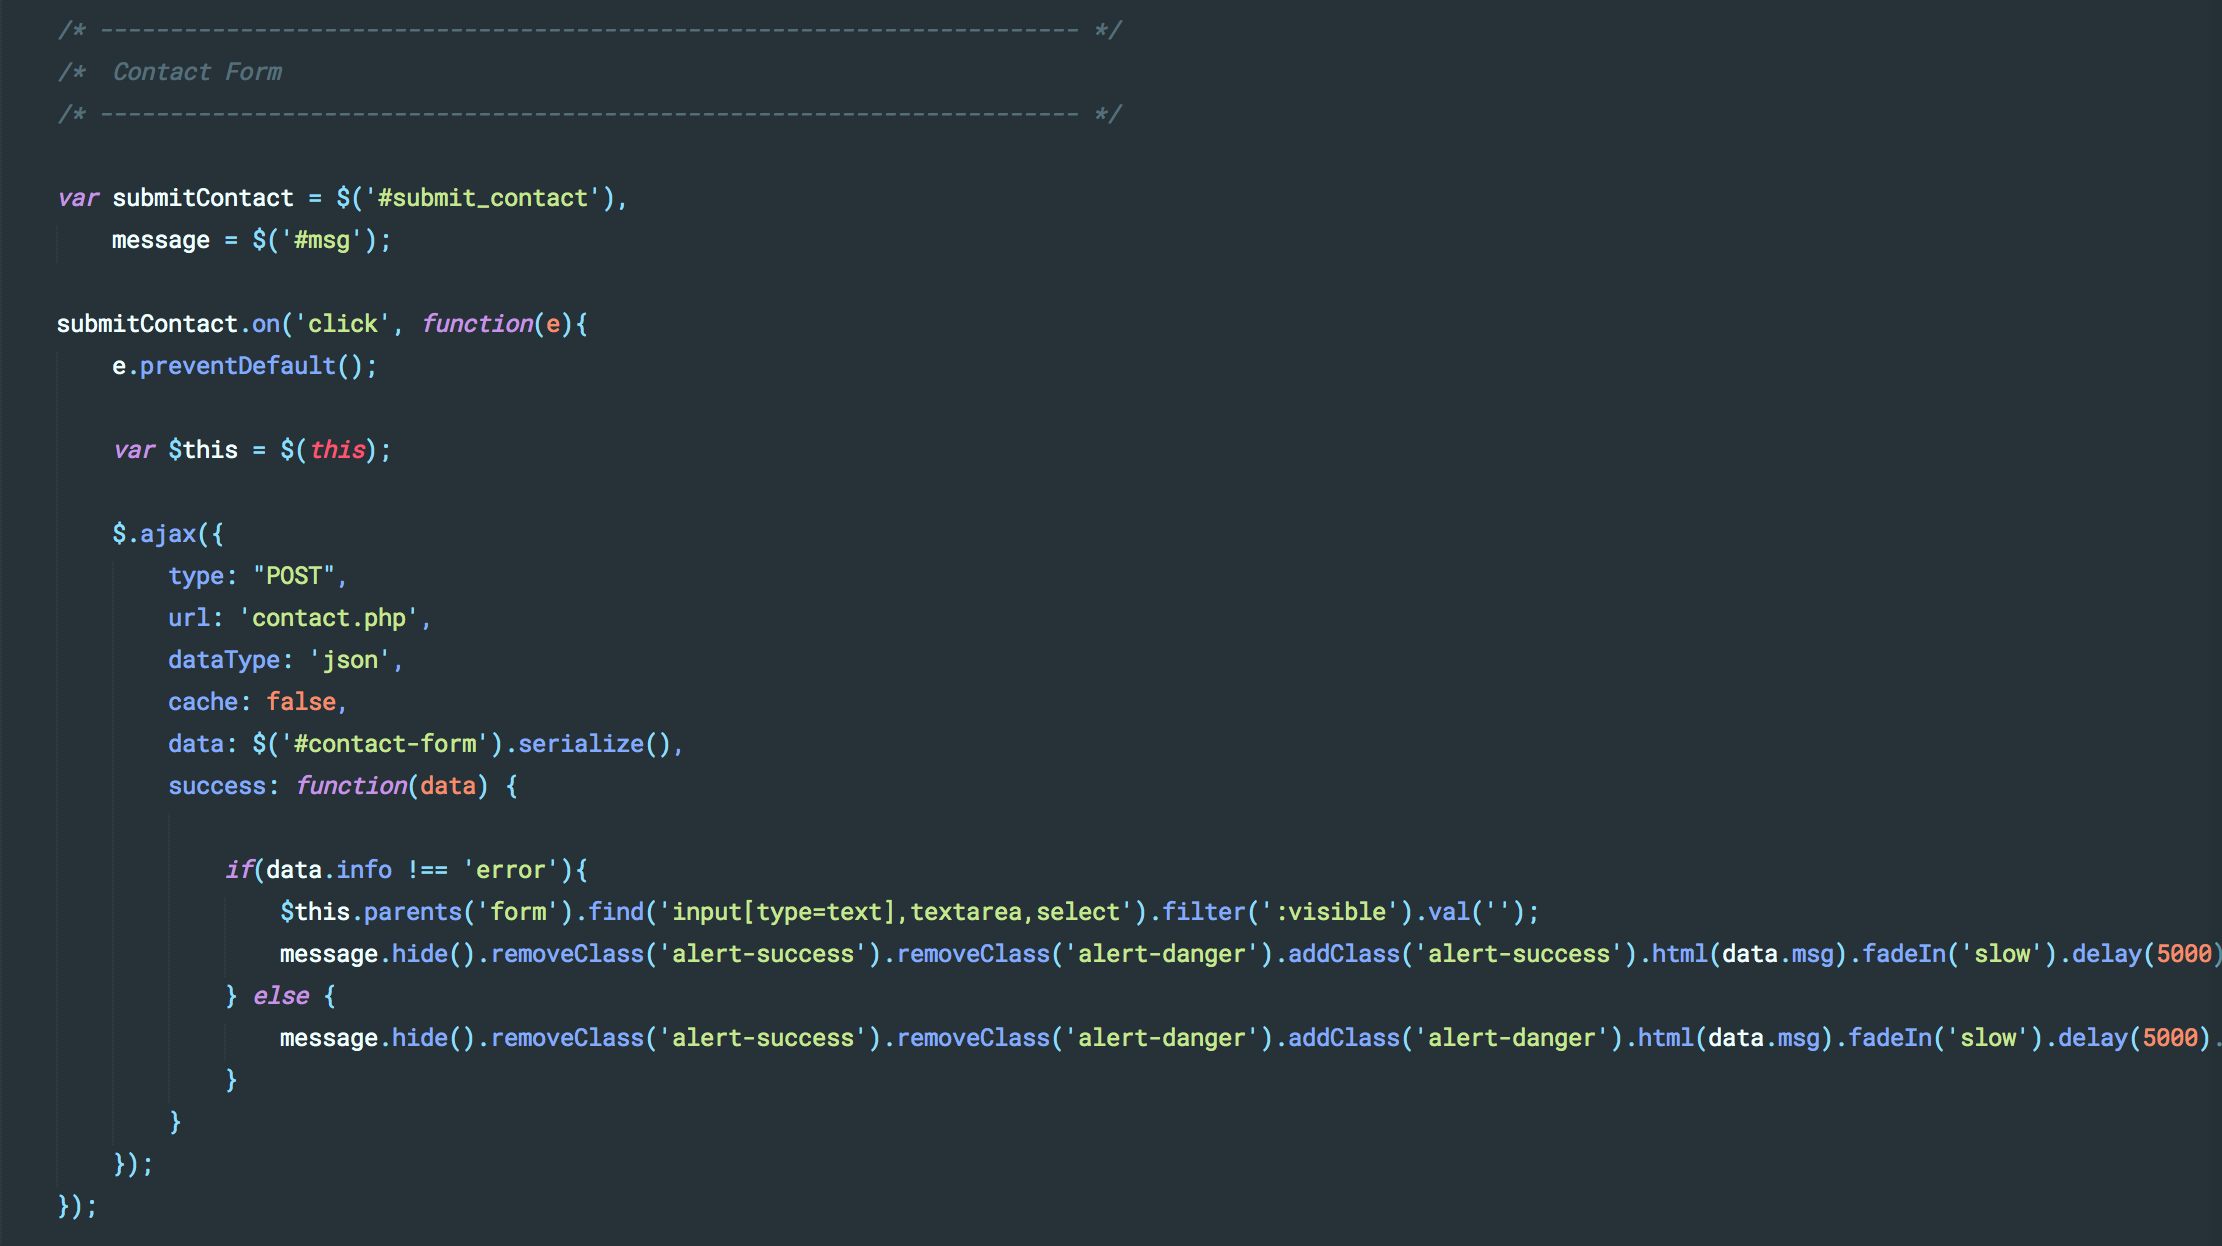 /* ---------------------------------------------------------------------- */
/*  Contact Form
/* ---------------------------------------------------------------------- */
var submitContact = $('#submit_contact'),
    message = $('#msg');
submitContact.on('click', function(e){
    e.preventDefault();
    var $this = $(this);
    $.ajax({
        type: "POST",
        url: 'contact.php',
        dataType: 'json',
        cache: false,
        data: $('#contact-form').serialize(),
        success: function(data) {
            if(data.info !== 'error'){
                $this.parents('form').find('input[type=text],textarea,select').filter(':visible').val('');
                message.hide().removeClass('alert-success').removeClass('alert-danger').addClass('alert-success').html(data.msg).fadeIn('slow').delay(5000)
            } else {
                message.hide().removeClass('alert-success').removeClass('alert-danger').addClass('alert-danger').html(data.msg).fadeIn('slow').delay(5000).
            }
        }
    });
});